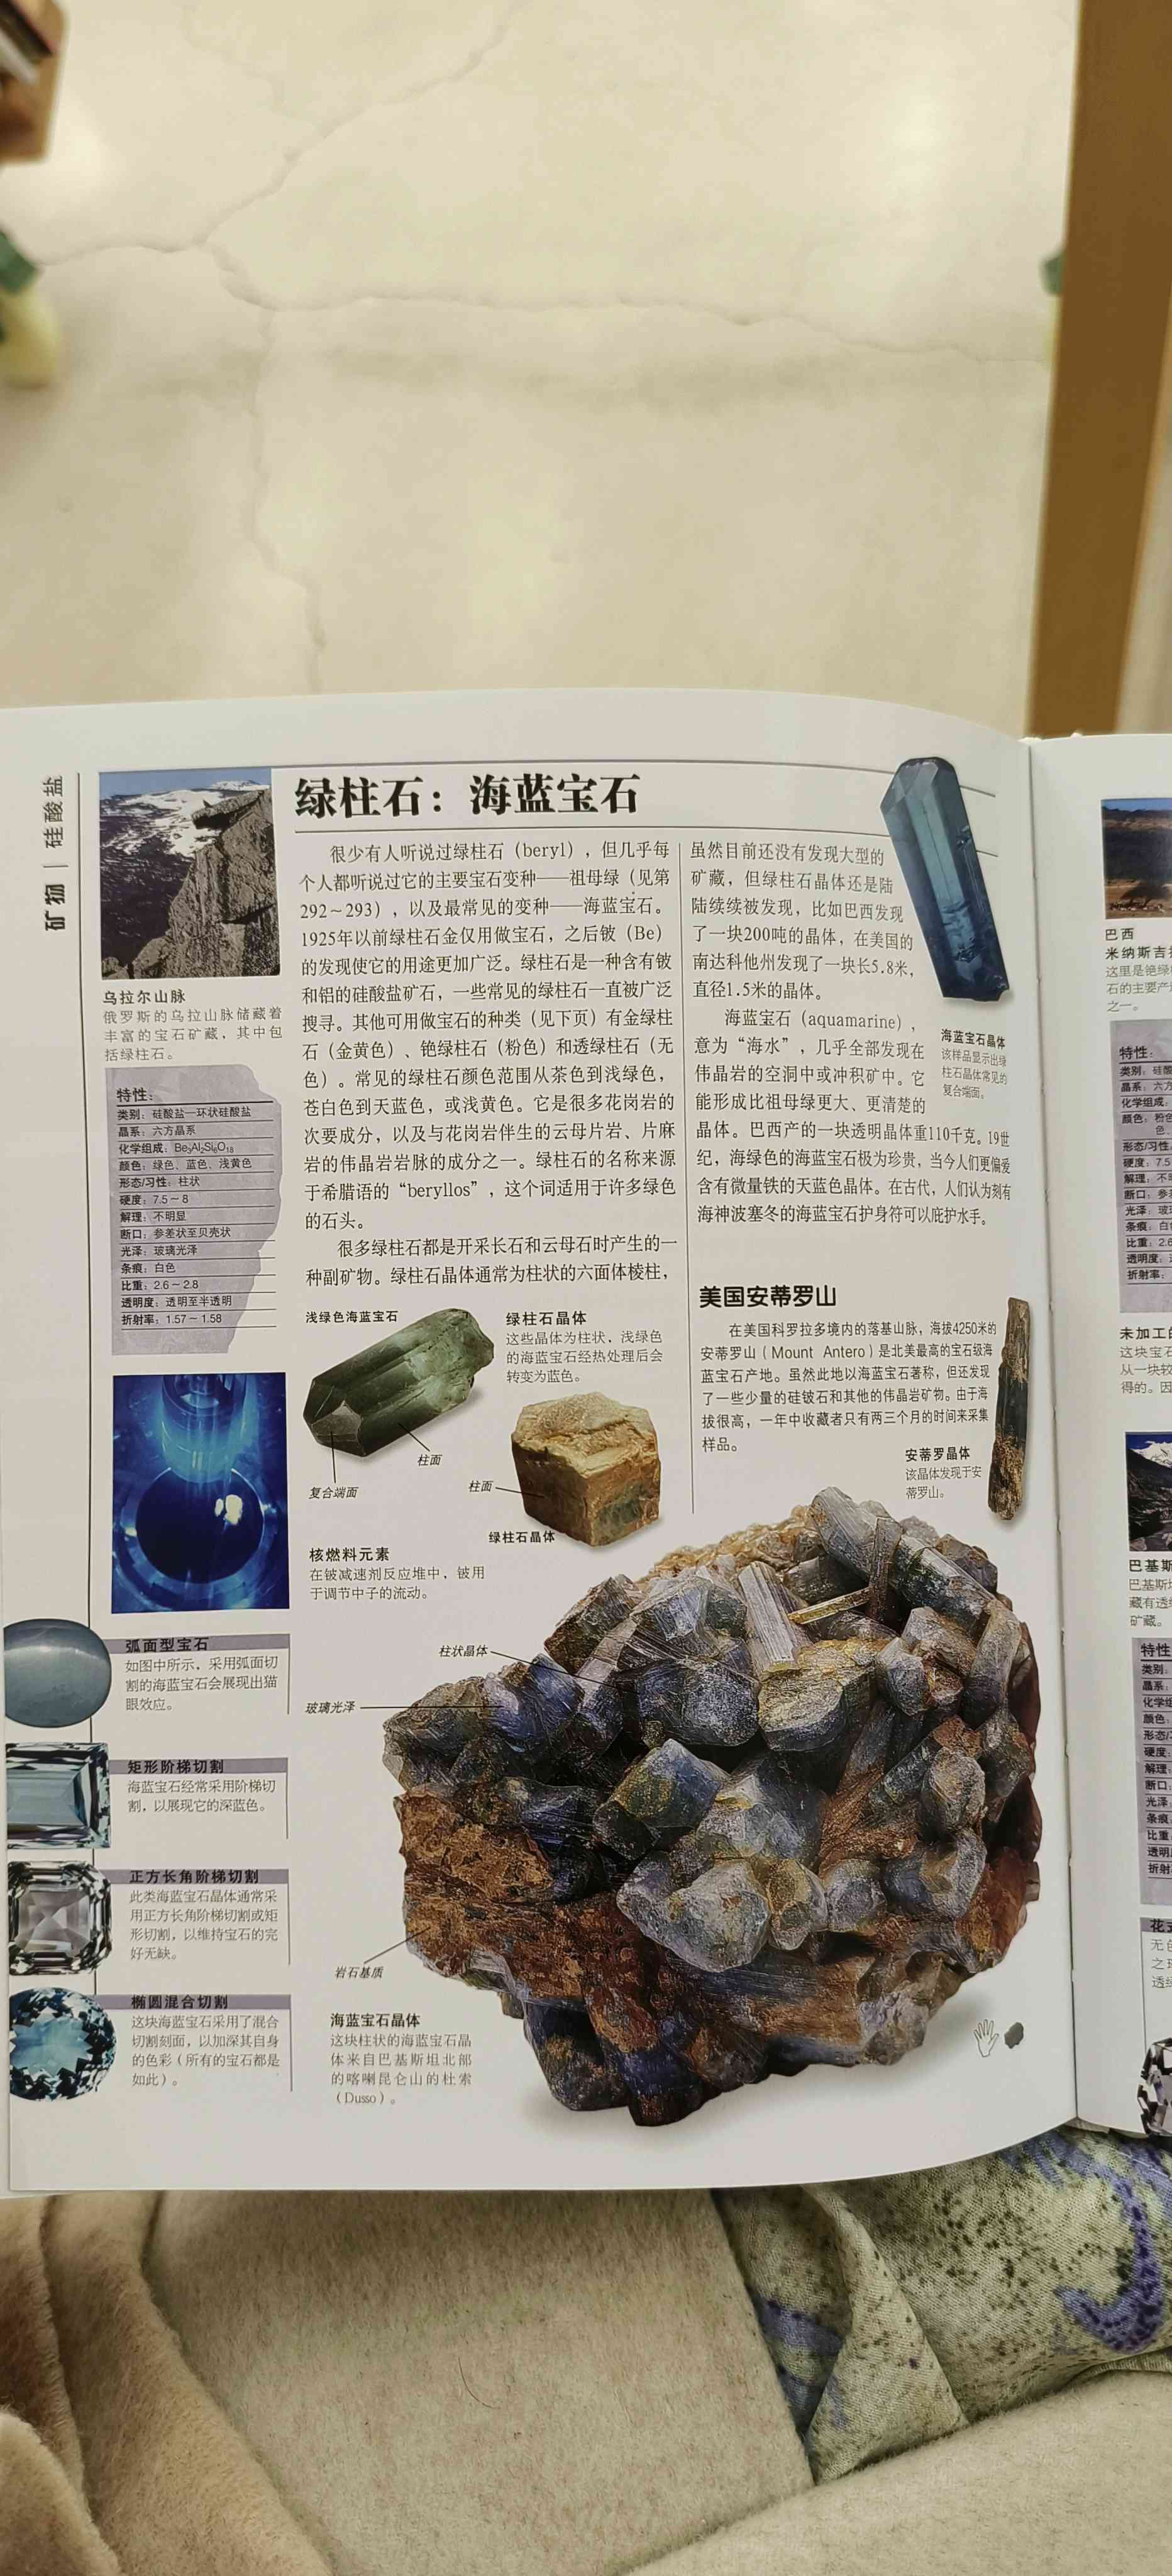 矿物 | 硅酸盐
绿柱石：海蓝宝石
乌拉尔山脉
俄罗斯的乌拉山脉储藏着
丰富的宝石矿藏，其中包
括绿柱石。
特性：
类别：硅酸盐—环状硅酸盐
晶系：六方晶系
化学组成：Be₃Al₂Si₆O₁₈
颜色：绿色、蓝色、浅黄色
形态/习性：柱状
硬度：7.5～8
解理：不明显
断口：参差状至贝壳状
光泽：玻璃光泽
条痕：白色
比重：2.6～2.8
透明度：透明至半透明
折射率：1.57～1.58
很少有人听说过绿柱石（beryl），但几乎每
个人都听说过它的主要宝石变种——祖母绿（见第
292~293），以及最常见的变种——海蓝宝石。
1925年以前绿柱石金仅用做宝石，之后铍（Be）
的发现使它的用途更加广泛。绿柱石是一种含有铍
和铝的硅酸盐矿石，一些常见的绿柱石一直被广泛
搜寻。其他可用做宝石的种类（见下页）有金绿柱
石（金黄色）、铯绿柱石（粉色）和透绿柱石（无
色）。常见的绿柱石颜色范围从茶色到浅绿色，
苍白色到天蓝色，或浅黄色。它是很多花岗岩的
次要成分，以及与花岗岩伴生的云母片岩、片麻
岩的伟晶岩岩脉的成分之一。绿柱石的名称来源
于希腊语的“beryllos”，这个词适用于许多绿色
的石头。
很多绿柱石都是开采长石和云母石时产生的一
种副矿物。绿柱石晶体通常为柱状的六面体棱柱，
虽然目前还没有发现大型的
矿藏，但绿柱石晶体还是陆
陆续续被发现，比如巴西发现
了一块200吨的晶体，在美国的
南达科他州发现了一块长5.8米，
直径1.5米的晶体。
海蓝宝石（aquamarine），
意为“海水”，几乎全部发现在
伟晶岩的空洞中或冲积矿中。它
能形成比祖母绿更大、更清楚的
晶体。巴西产的一块透明晶体重110千克。19世
纪，海绿色的海蓝宝石极为珍贵，当今人们更偏爱
含有微量铁的天蓝色晶体。在古代，人们认为刻有
海神波塞冬的海蓝宝石护身符可以庇护水手。
海蓝宝石晶体
该样品显示出绿
柱石晶体常见的
复合端面。
美国安蒂罗山
在美国科罗拉多境内的落基山脉，海拔4250米的
安蒂罗山（Mount Antero）是北美最高的宝石级海
蓝宝石产地。虽然此地以海蓝宝石著称，但还发现
了一些少量的硅铍石和其他的伟晶岩矿物。由于海
拔很高，一年中收藏者只有两三个月的时间来采集
样品。
安蒂罗晶体
该晶体发现于安
蒂罗山。
浅绿色海蓝宝石
绿柱石晶体
这些晶体为柱状，浅绿色
的海蓝宝石经热处理后会
转变为蓝色。
柱面
复合端面
柱面
绿柱石晶体
核燃料元素
在铍减速剂反应堆中，铍用
于调节中子的流动。
柱状晶体
玻璃光泽
岩石基质
海蓝宝石晶体
这块柱状的海蓝宝石晶
体来自巴基斯坦北部
的喀喇昆仑山的杜索
（Dusso）。
弧面型宝石
如图中所示，采用弧面切
割的海蓝宝石会展现出猫
眼效应。
矩形阶梯切割
海蓝宝石经常采用阶梯切
割，以展现它的深蓝色。
正方长角阶梯切割
此类海蓝宝石晶体通常采
用正方长角阶梯切割或矩
形切割，以维持宝石的完
好无缺。
椭圆混合切割
这块海蓝宝石采用了混合
切割刻面，以加深其自身
的色彩（所有的宝石都是
如此）。
巴西
米纳斯吉
这里是铯绿
石的主要产
之一。
特性：
类别：硅酸
晶系：六方
化学组成：
颜色：粉色
色、
形态/习性
硬度：7.5
解理：不
断口：参
光泽：玻
条痕：白
比重：2.6
透明度：
折射率：
未加工的
这块宝石
从一块较
得的。因
巴基斯
巴基斯
藏有透
矿藏。
特性
类别
晶系
化学组
颜色
形态/
硬度
解理
断口
光泽
条痕
比重
透明
折射
花
无色
之
透绿